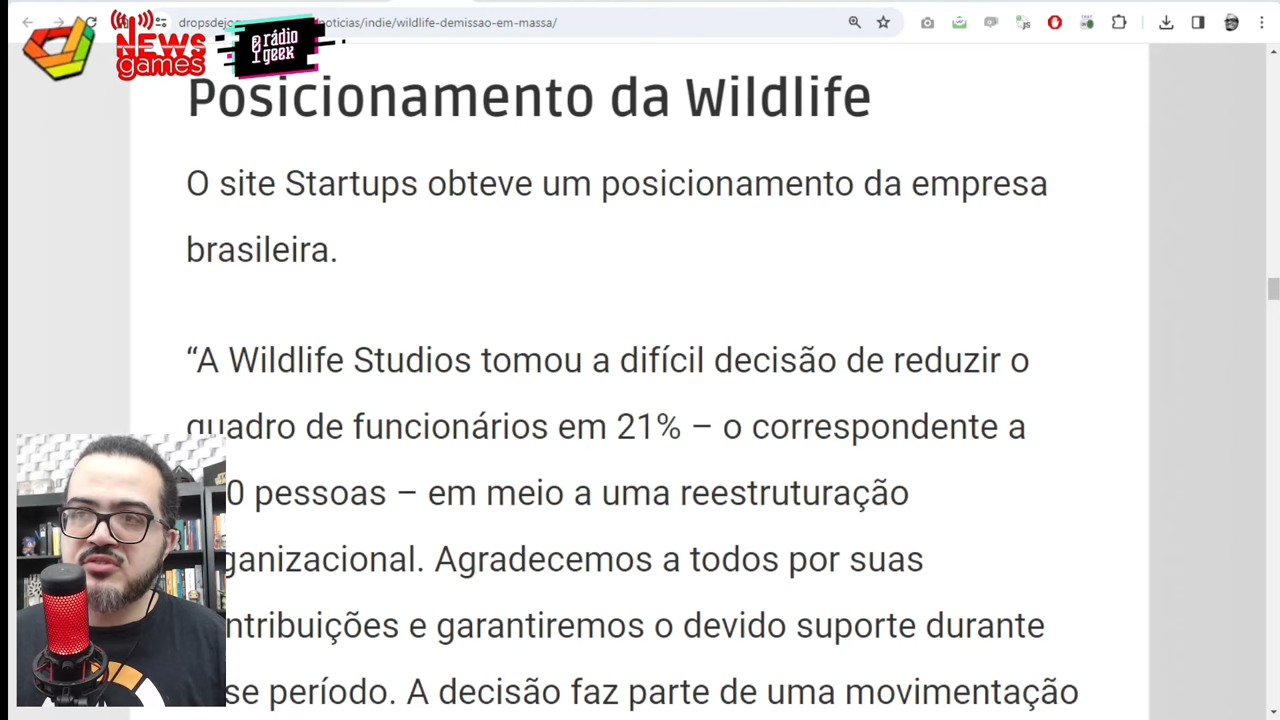 dropsdejo
noticias/indie/wildlife-demissao-em-massa/
NEWS
games
rádio
geek
Posicionamento da Wildlife
O site Startups obteve um posicionamento da empresa
brasileira.
“A Wildlife Studios tomou a difícil decisão de reduzir o
quadro de funcionários em 21% – o correspondente a
0 pessoas – em meio a uma reestruturação
ganizacional. Agradecemos a todos por suas
ntribuições e garantiremos o devido suporte durante
se período. A decisão faz parte de uma movimentação